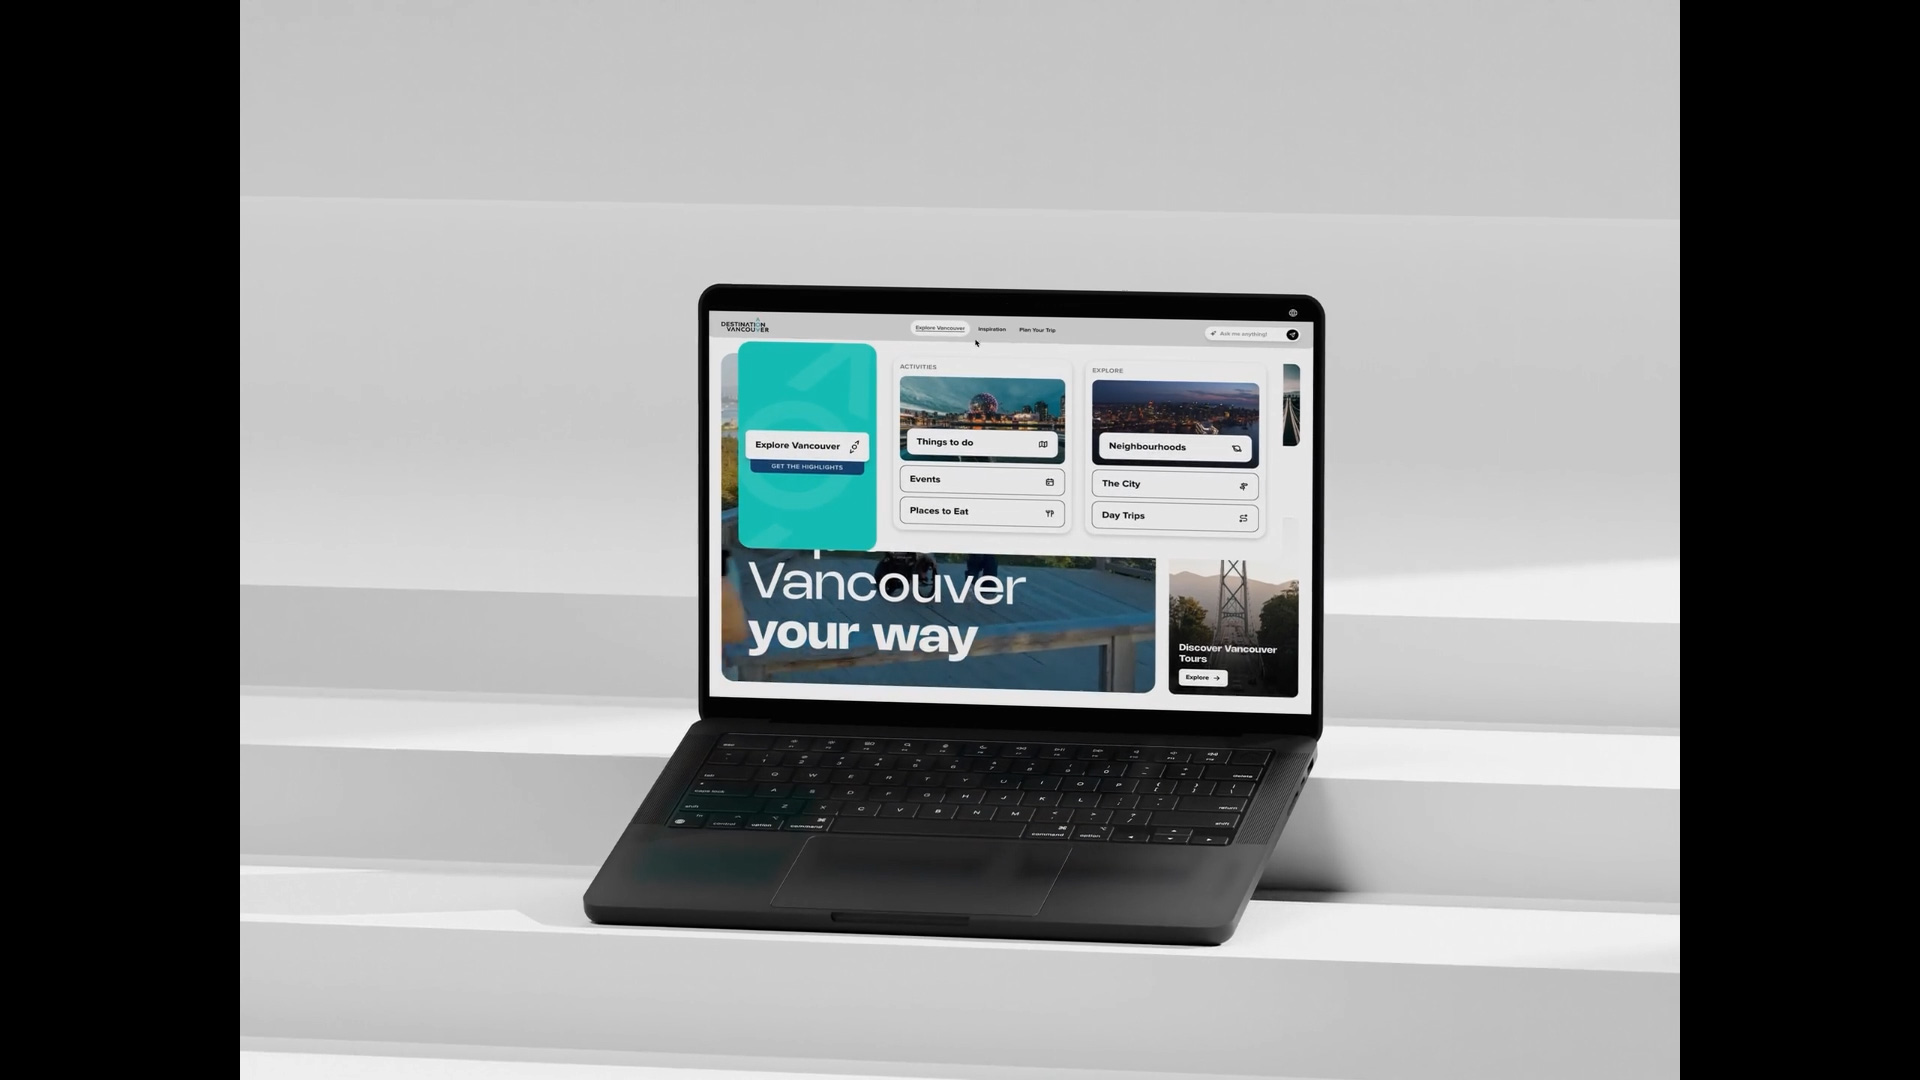 DESTINATION
VANCOUVER
Explore Vancouver
Inspiration
Plan Your Trip
Ask me anything!
Explore Vancouver
GET THE HIGHLIGHTS
ACTIVITIES
Things to do
Events
Places to Eat
EXPLORE
Neighbourhoods
The City
Day Trips
Vancouver
your way
Discover Vancouver
Tours
Explore
delete
tab
Q W E R T Y U I O P
caps lock
A S D F G H J K L
return
shift
Z X C V B N M
shift
control
option
command
command
option